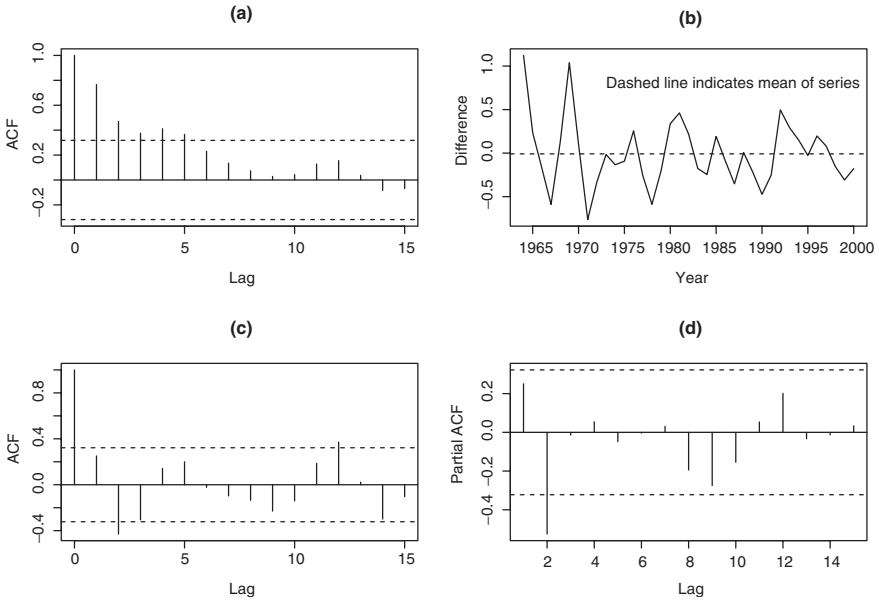 (a)
ACF
1.0
0.6
0.2
−0.2
0 5 10 15
Lag
(b)
Dashed line indicates mean of series
Difference
1.0
0.5
0.0
−0.5
1965 1970 1975 1980 1985 1990 1995 2000
Year
(c)
ACF
0.8
0.4
0.0
−0.4
0 5 10 15
Lag
(d)
Partial ACF
0.2
0.0
−0.2
−0.4
2 4 6 8 10 12 14
Lag